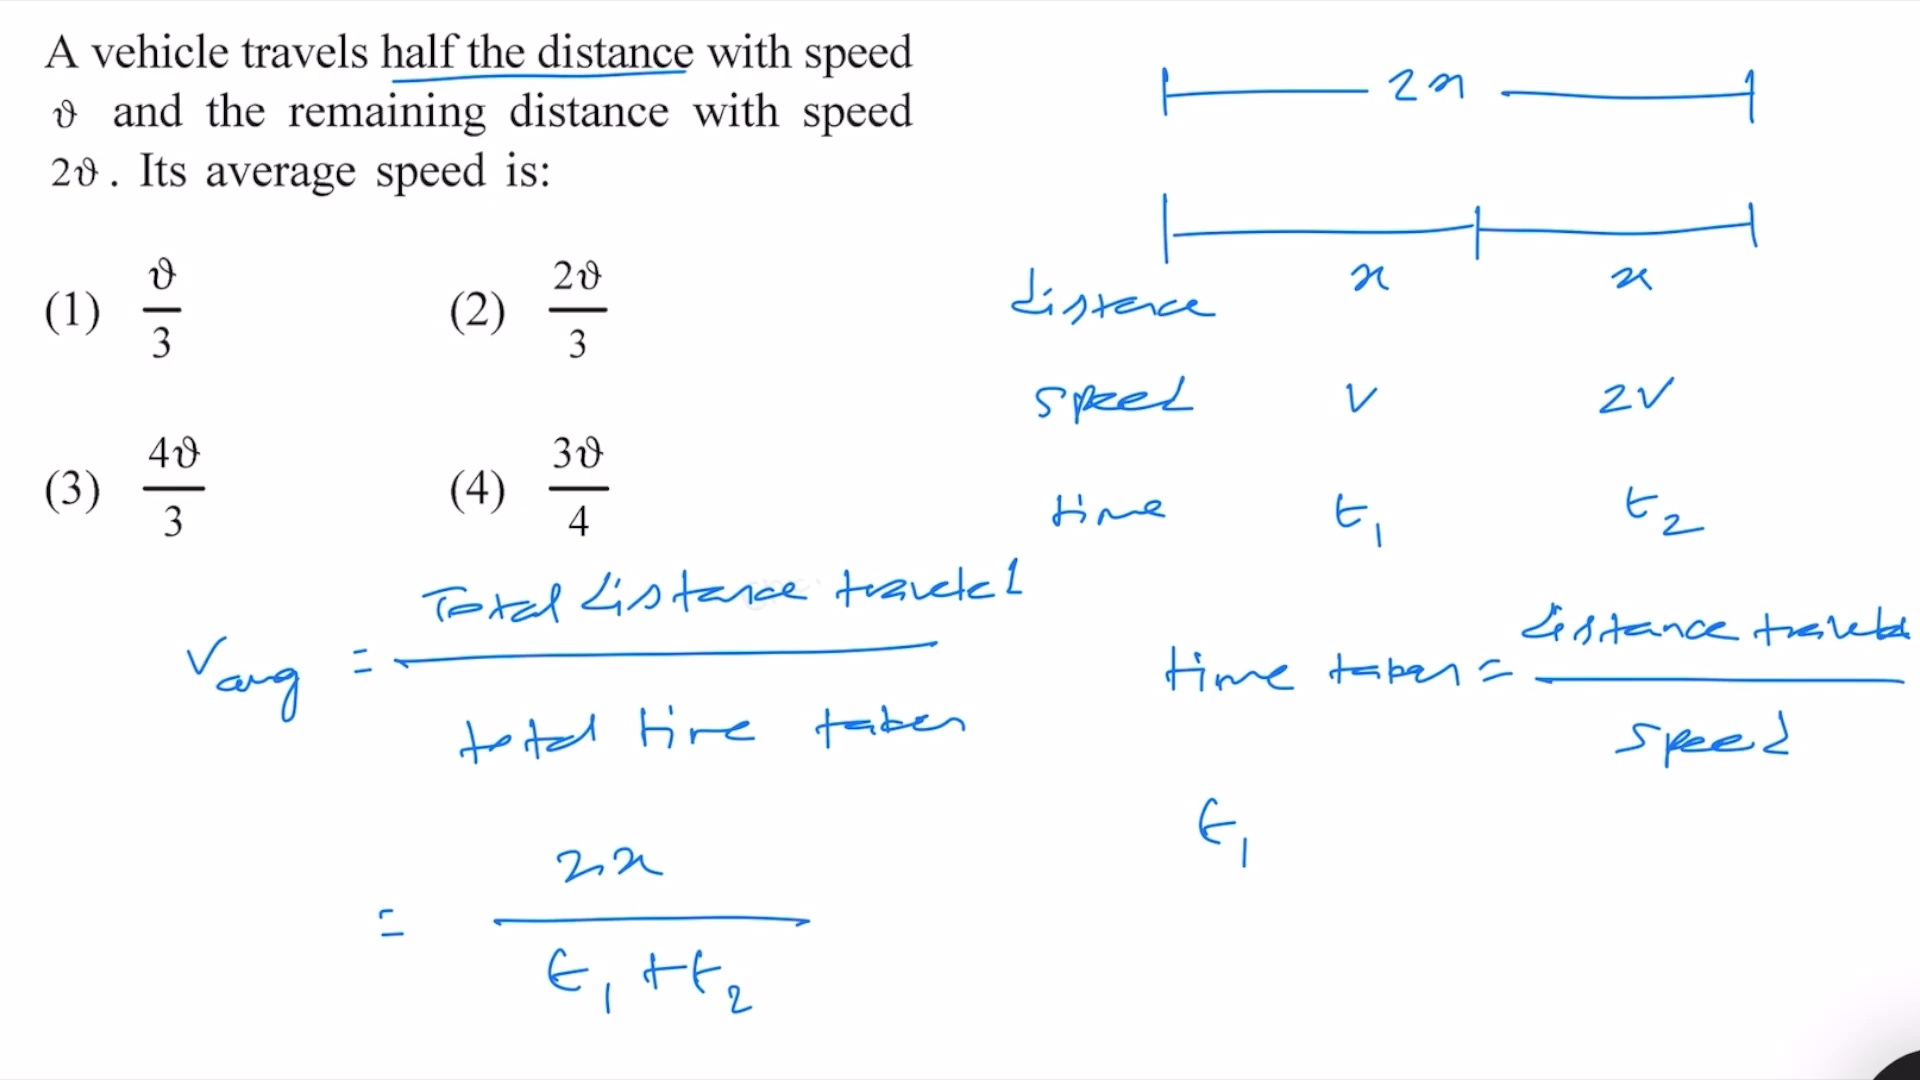 A vehicle travels half the distance with speed
ϑ and the remaining distance with speed
2ϑ. Its average speed is:
(1) ϑ/3 (2) 2ϑ/3
(3) 4ϑ/3 (4) 3ϑ/4
2x
x x
distance
speed v 2v
time t₁ t₂
Vavg = Total distance traveled / total time taken
= 2x / t₁ + t₂
time taken = distance traveled / speed
t₁